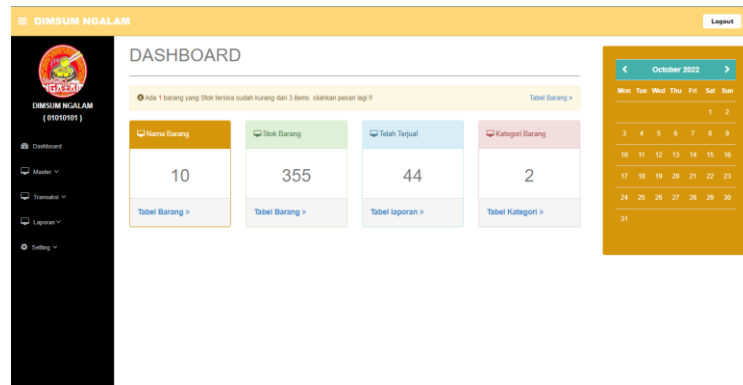 DIMSUM NGALAM
Logout
NGALAM
DIMSUM NGALAM
( 01010101 )
Dashboard
Master
Transaksi
Laporan
Setting
DASHBOARD
Ada 1 barang yang Stok tersisa sudah kurang dari 3 items. silahkan pesan lagi !!
Tabel Barang »
Nama Barang
10
Tabel Barang »
Stok Barang
355
Tabel Barang »
Telah Terjual
44
Tabel laporan »
Kategori Barang
2
Tabel Kategori »
October 2022
Mon Tue Wed Thu Fri Sat Sun
1 2
3 4 5 6 7 8 9
10 11 12 13 14 15 16
17 18 19 20 21 22 23
24 25 26 27 28 29 30
31